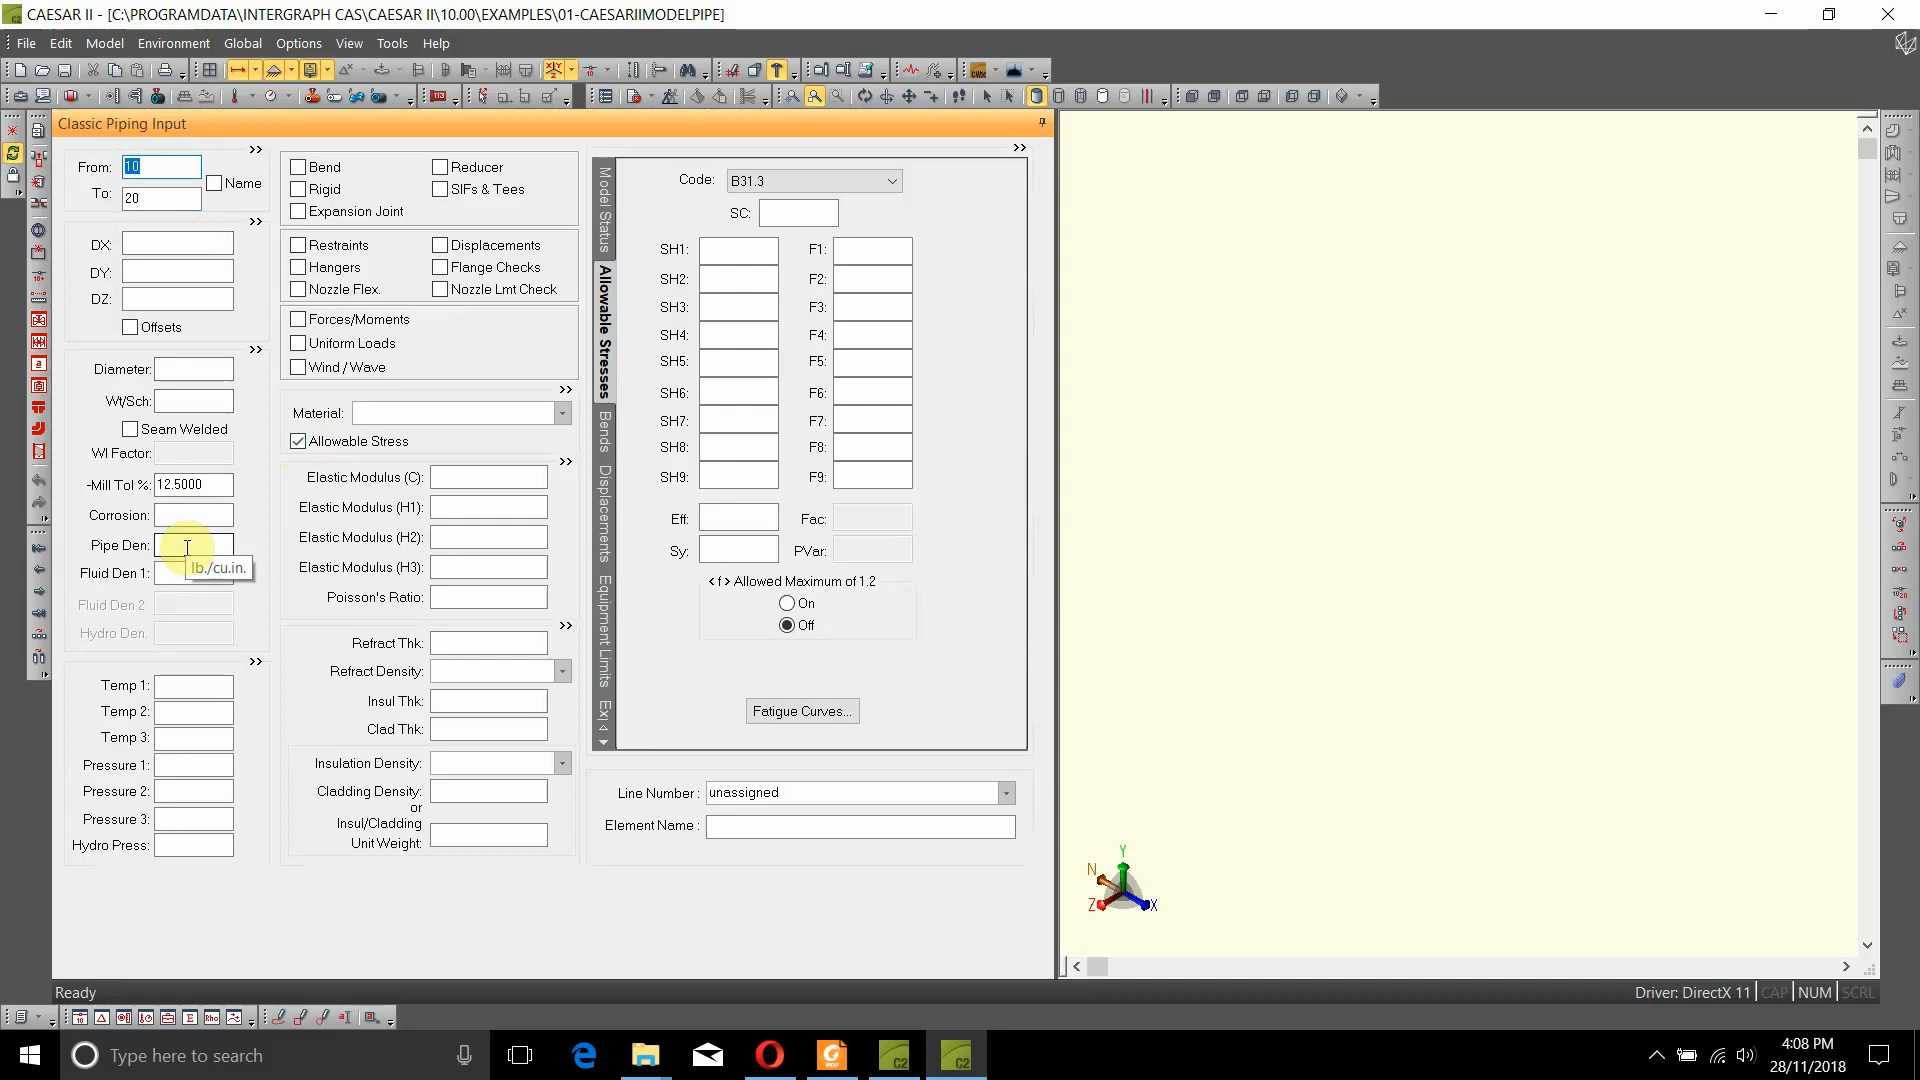 CAESAR II - [C:\PROGRAMDATA\INTERGRAPH CAS\CAESAR II\10.00\EXAMPLES\01-CAESARIIMODELPIPE]
File Edit Model Environment Global Options View Tools Help
Classic Piping Input
From: 10
To: 20
Name
DX:
DY:
DZ:
Offsets
Diameter:
Wt/Sch:
Seam Welded
WI Factor:
-Mill Tol %: 12.5000
Corrosion:
Pipe Den:
lb./cu.in.
Fluid Den 1:
Fluid Den 2:
Hydro Den:
Temp 1:
Temp 2:
Temp 3:
Pressure 1:
Pressure 2:
Pressure 3:
Hydro Press:
Bend Reducer
Rigid SIFs & Tees
Expansion Joint
Restraints Displacements
Hangers Flange Checks
Nozzle Flex. Nozzle Lmt Check
Forces/Moments
Uniform Loads
Wind / Wave
Material:
Allowable Stress
Elastic Modulus (C):
Elastic Modulus (H1):
Elastic Modulus (H2):
Elastic Modulus (H3):
Poisson's Ratio:
Refract Thk:
Refract Density:
Insul Thk:
Clad Thk:
Insulation Density:
Cladding Density:
or
Insul/Cladding
Unit Weight:
Model Status
Allowable Stresses
Bends
Displacements
Equipment Limits
Ex
Code: B31.3
SC:
SH1: F1:
SH2: F2:
SH3: F3:
SH4: F4:
SH5: F5:
SH6: F6:
SH7: F7:
SH8: F8:
SH9: F9:
Eff: Fac:
Sy: PVar:
< f > Allowed Maximum of 1.2
On
Off
Fatigue Curves...
Line Number: unassigned
Element Name :
Y
N
Z
X
Ready
Driver: DirectX 11 CAP NUM SCRL
Type here to search
4:08 PM
28/11/2018